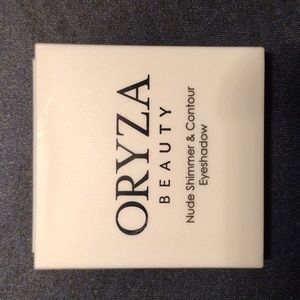 ORYZA
BEAUTY
Nude Shimmer & Contour
Eyeshadow